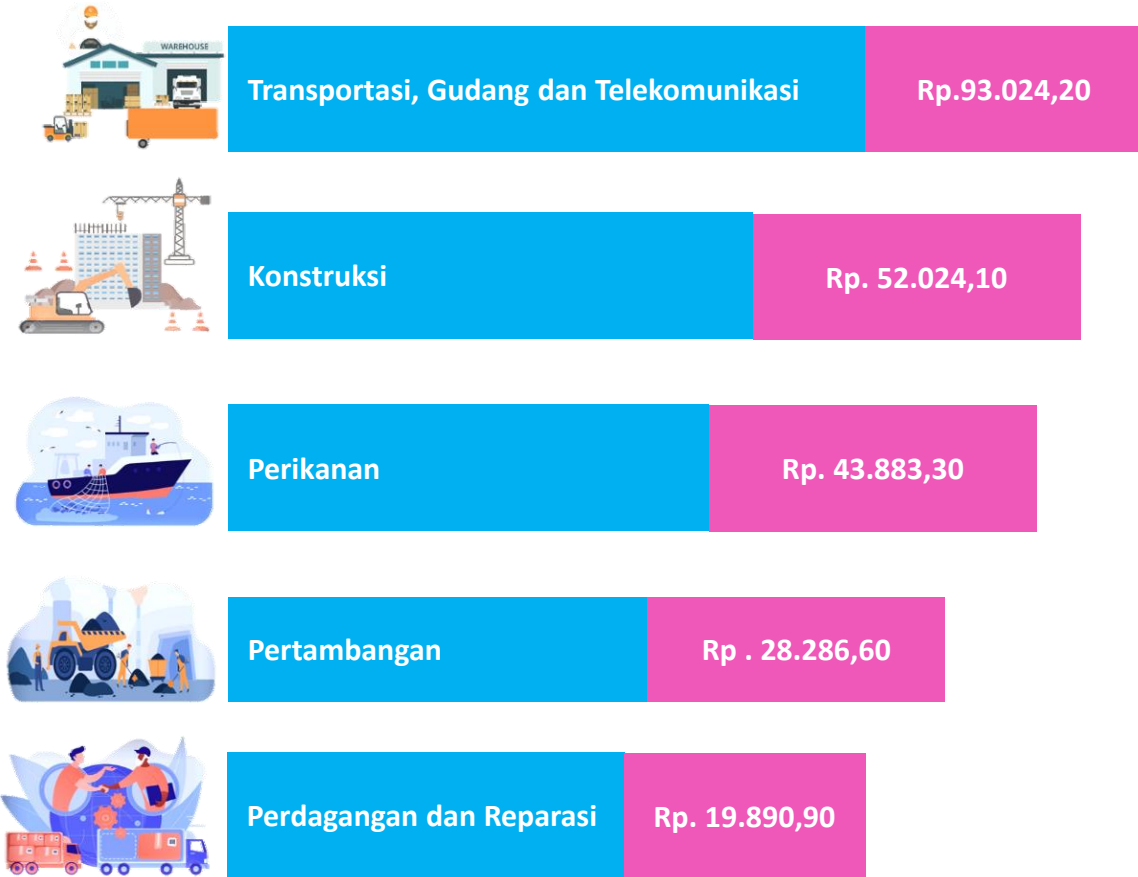 WAREHOUSE
Transportasi, Gudang dan Telekomunikasi Rp.93.024,20
Konstruksi Rp. 52.024,10
Perikanan Rp. 43.883,30
Pertambangan Rp . 28.286,60
Perdagangan dan Reparasi Rp. 19.890,90